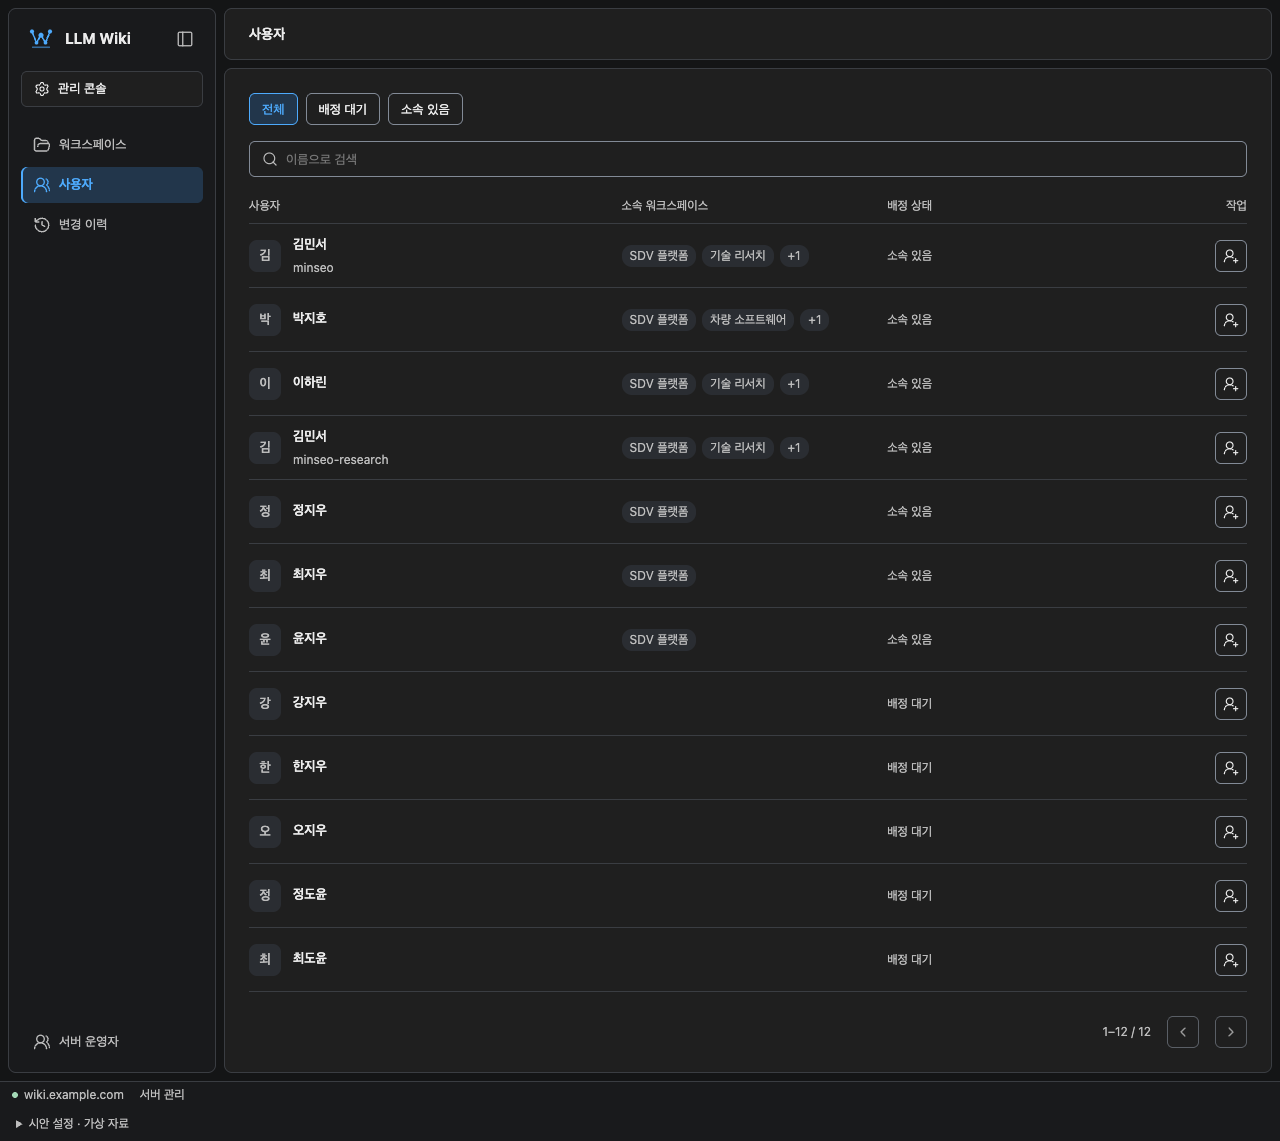 LLM Wiki
관리 콘솔
워크스페이스
사용자
변경 이력
서버 운영자
사용자
전체
배정 대기
소속 있음
이름으로 검색
사용자 소속 워크스페이스 배정 상태 작업
김 김민서 SDV 플랫폼 기술 리서치 +1 소속 있음
minseo
박 박지호 SDV 플랫폼 차량 소프트웨어 +1 소속 있음
이 이하린 SDV 플랫폼 기술 리서치 +1 소속 있음
김 김민서 SDV 플랫폼 기술 리서치 +1 소속 있음
minseo-research
정 정지우 SDV 플랫폼 소속 있음
최 최지우 SDV 플랫폼 소속 있음
윤 윤지우 SDV 플랫폼 소속 있음
강 강지우 배정 대기
한 한지우 배정 대기
오 오지우 배정 대기
정 정도윤 배정 대기
최 최도윤 배정 대기
1–12 / 12
wiki.example.com 서버 관리
시안 설정 · 가상 자료